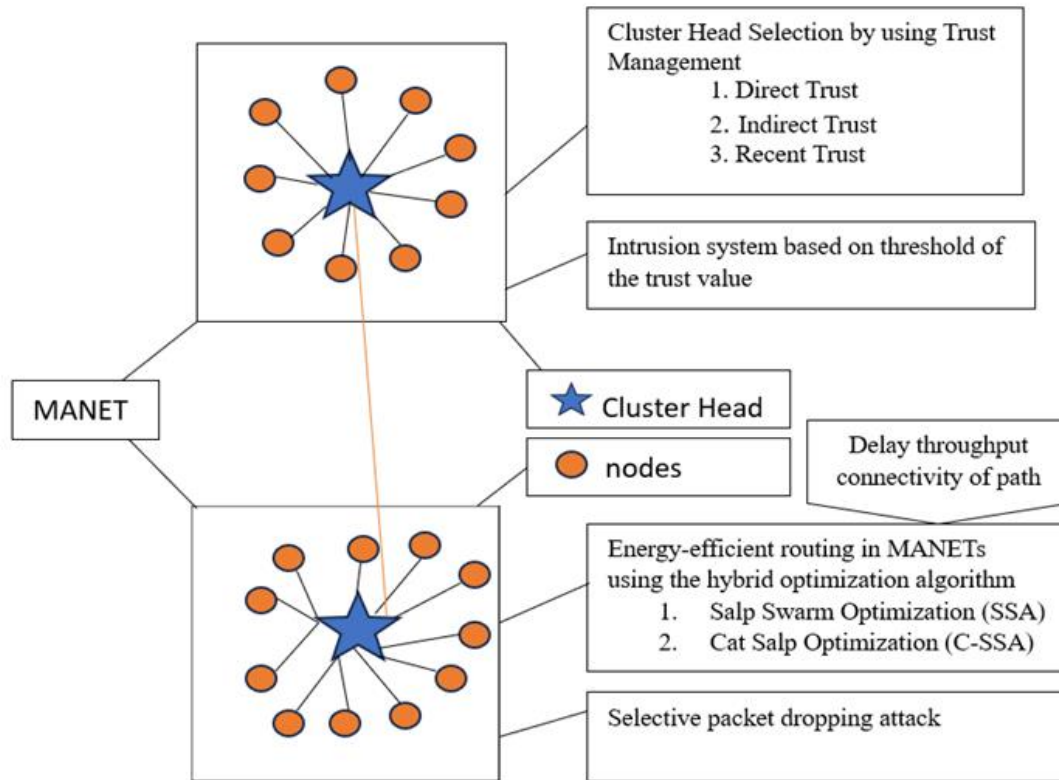 Cluster Head Selection by using Trust
Management
1. Direct Trust
2. Indirect Trust
3. Recent Trust
Intrusion system based on threshold of
the trust value
MANET
Cluster Head
nodes
Delay throughput
connectivity of path
Energy-efficient routing in MANETs
using the hybrid optimization algorithm
1. Salp Swarm Optimization (SSA)
2. Cat Salp Optimization (C-SSA)
Selective packet dropping attack